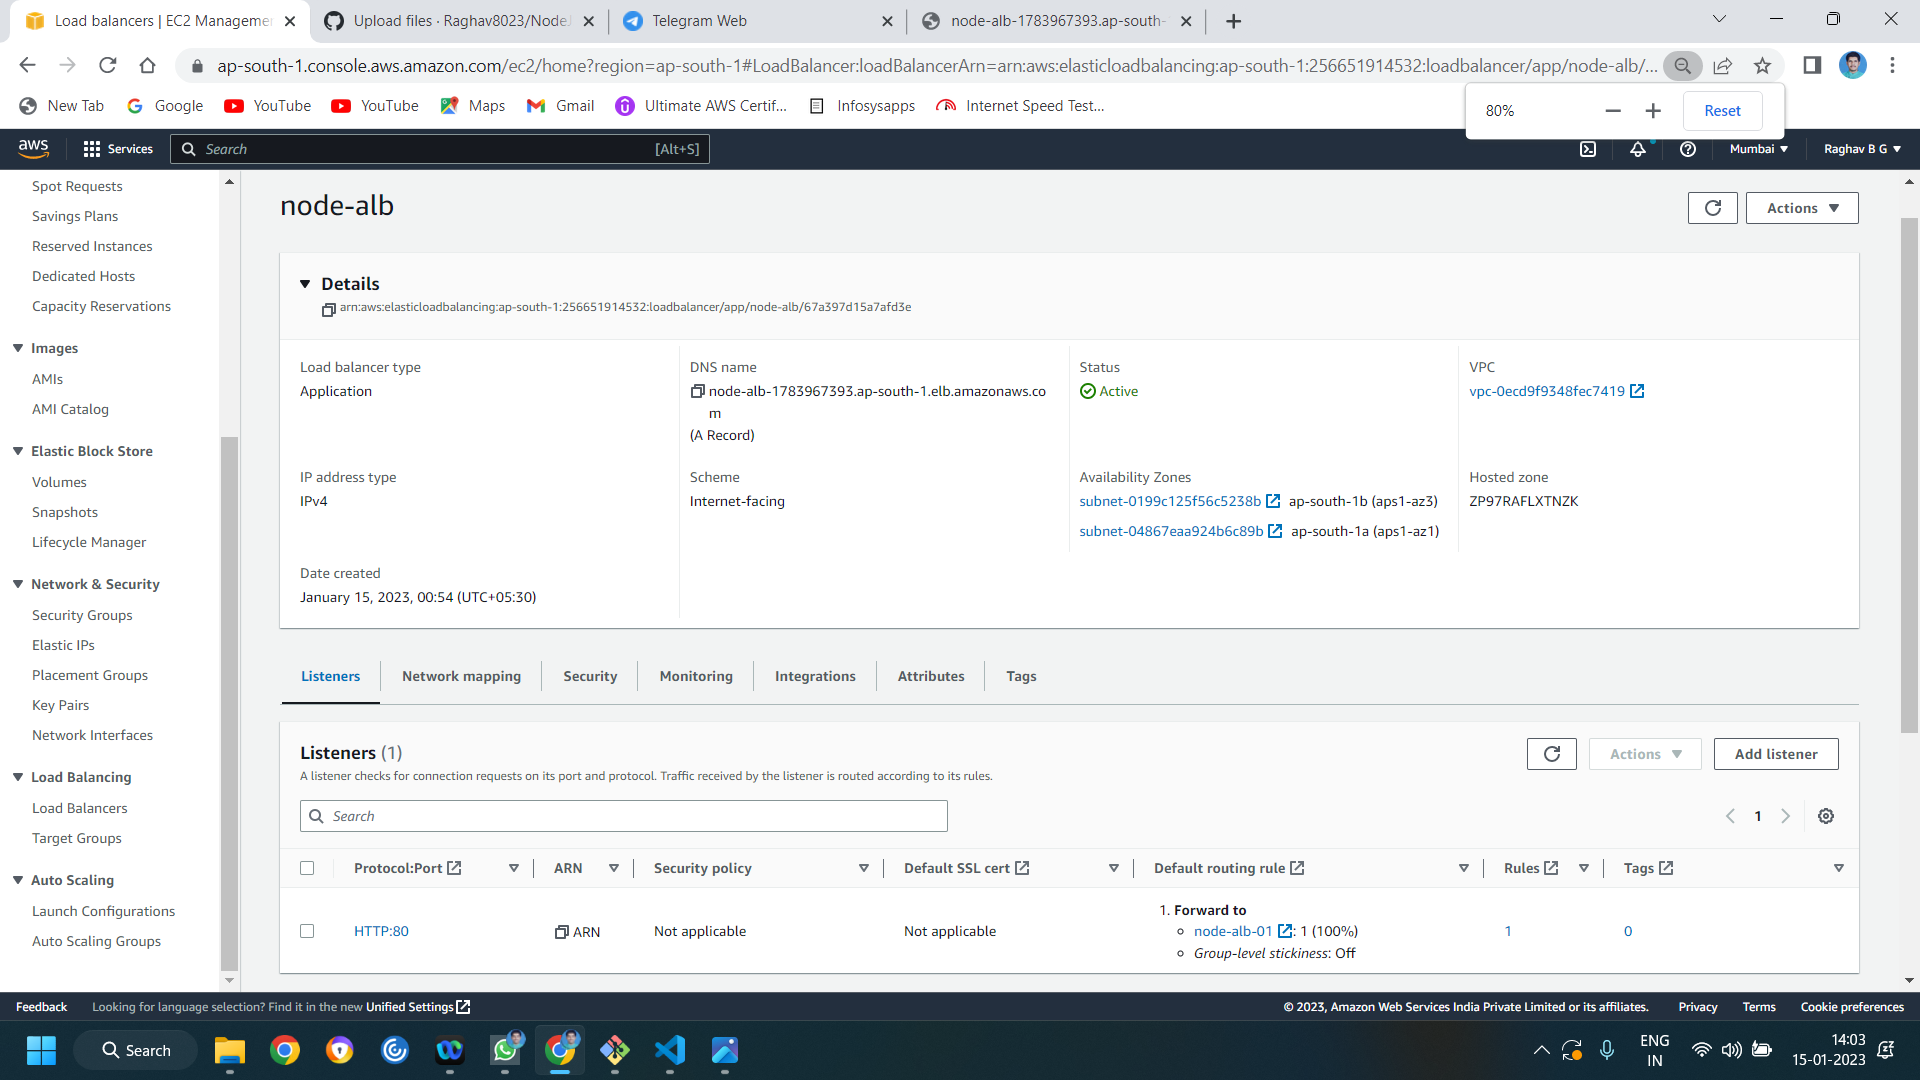 Load balancers | EC2 Managemen
Upload files · Raghav8023/NodeJ
Telegram Web
node-alb-1783967393.ap-south-
ap-south-1.console.aws.amazon.com/ec2/home?region=ap-south-1#LoadBalancer:loadBalancerArn=arn:aws:elasticloadbalancing:ap-south-1:256651914532:loadbalancer/app/node-alb/...
New Tab
Google
YouTube
YouTube
Maps
Gmail
Ultimate AWS Certif...
Infosysapps
Internet Speed Test...
80%
Reset
aws
Services
Search
[Alt+S]
Mumbai
Raghav B G
Spot Requests
Savings Plans
Reserved Instances
Dedicated Hosts
Capacity Reservations
Images
AMIs
AMI Catalog
Elastic Block Store
Volumes
Snapshots
Lifecycle Manager
Network & Security
Security Groups
Elastic IPs
Placement Groups
Key Pairs
Network Interfaces
Load Balancing
Load Balancers
Target Groups
Auto Scaling
Launch Configurations
Auto Scaling Groups
node-alb
Actions
Details
arn:aws:elasticloadbalancing:ap-south-1:256651914532:loadbalancer/app/node-alb/67a397d15a7afd3e
Load balancer type
Application
DNS name
node-alb-1783967393.ap-south-1.elb.amazonaws.co
m
(A Record)
Status
Active
VPC
vpc-0ecd9f9348fec7419
IP address type
IPv4
Scheme
Internet-facing
Availability Zones
subnet-0199c125f56c5238b ap-south-1b (aps1-az3)
subnet-04867eaa924b6c89b ap-south-1a (aps1-az1)
Hosted zone
ZP97RAFLXTNZK
Date created
January 15, 2023, 00:54 (UTC+05:30)
Listeners
Network mapping
Security
Monitoring
Integrations
Attributes
Tags
Listeners (1)
A listener checks for connection requests on its port and protocol. Traffic received by the listener is routed according to its rules.
Actions
Add listener
Search
1
Protocol:Port
ARN
Security policy
Default SSL cert
Default routing rule
Rules
Tags
HTTP:80
ARN
Not applicable
Not applicable
1. Forward to
node-alb-01 : 1 (100%)
Group-level stickiness: Off
1
0
Feedback
Looking for language selection? Find it in the new Unified Settings
© 2023, Amazon Web Services India Private Limited or its affiliates.
Privacy
Terms
Cookie preferences
Search
ENG
IN
14:03
15-01-2023